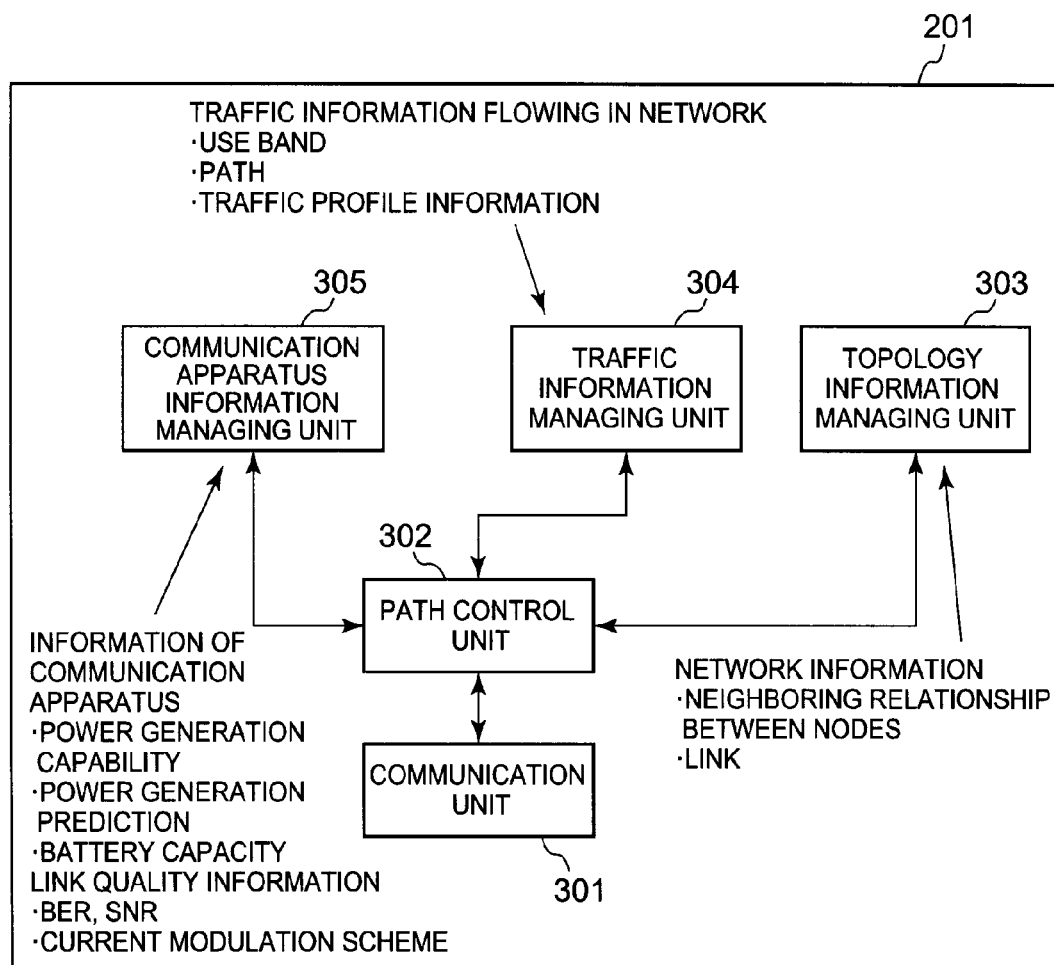 201
TRAFFIC INFORMATION FLOWING IN NETWORK
·USE BAND
·PATH
·TRAFFIC PROFILE INFORMATION
305
COMMUNICATION
APPARATUS
INFORMATION
MANAGING UNIT
304
TRAFFIC
INFORMATION
MANAGING UNIT
303
TOPOLOGY
INFORMATION
MANAGING UNIT
302
PATH CONTROL
UNIT
INFORMATION OF
COMMUNICATION
APPARATUS
·POWER GENERATION
CAPABILITY
·POWER GENERATION
PREDICTION
·BATTERY CAPACITY
LINK QUALITY INFORMATION
·BER, SNR
·CURRENT MODULATION SCHEME
NETWORK INFORMATION
·NEIGHBORING RELATIONSHIP
BETWEEN NODES
·LINK
COMMUNICATION
UNIT
301